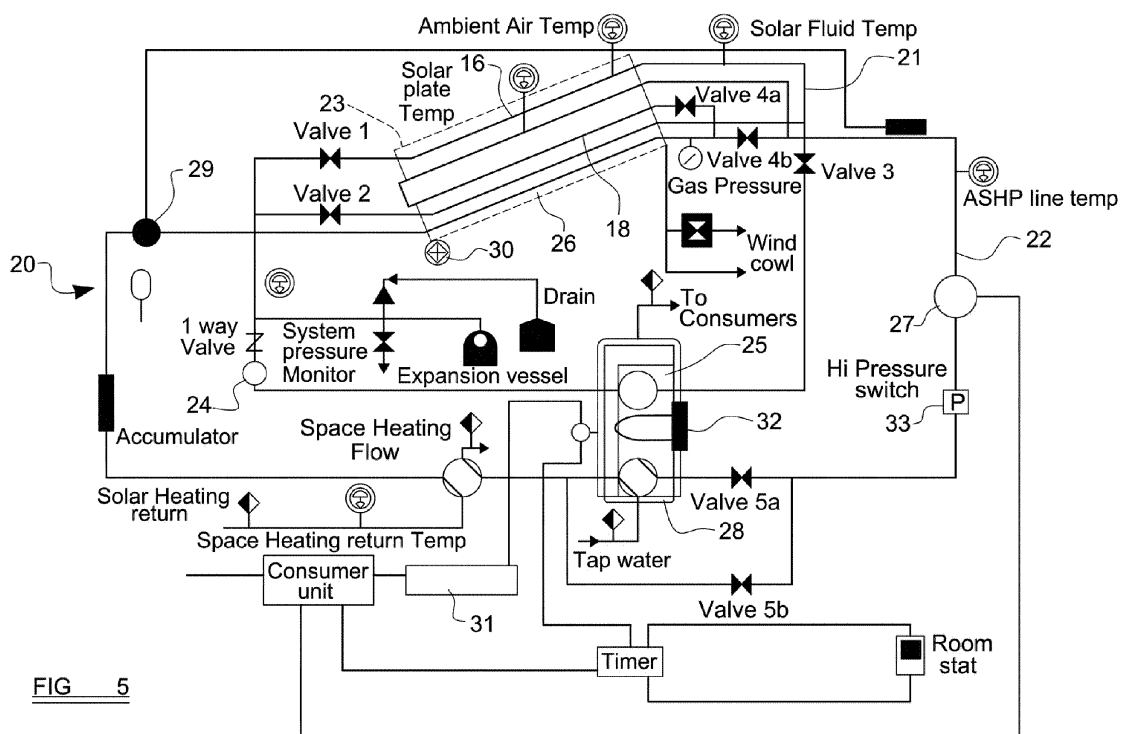 Ambient Air Temp
Solar Fluid Temp
16
Solar
plate
Temp
21
23
Valve 1
Valve 4a
29
Valve 2
Valve 4b
Valve 3
Gas Pressure
ASHP line temp
18
26
30
22
20
Wind
cowl
Drain
To
Consumers
27
1 way
Valve
System
pressure
Monitor
Expansion vessel
25
Hi Pressure
switch
P
33
24
32
Accumulator
Space Heating
Flow
Solar Heating
return
Valve 5a
28
Space Heating return Temp
Tap water
Consumer
unit
31
Valve 5b
Timer
Room
stat
FIG 5